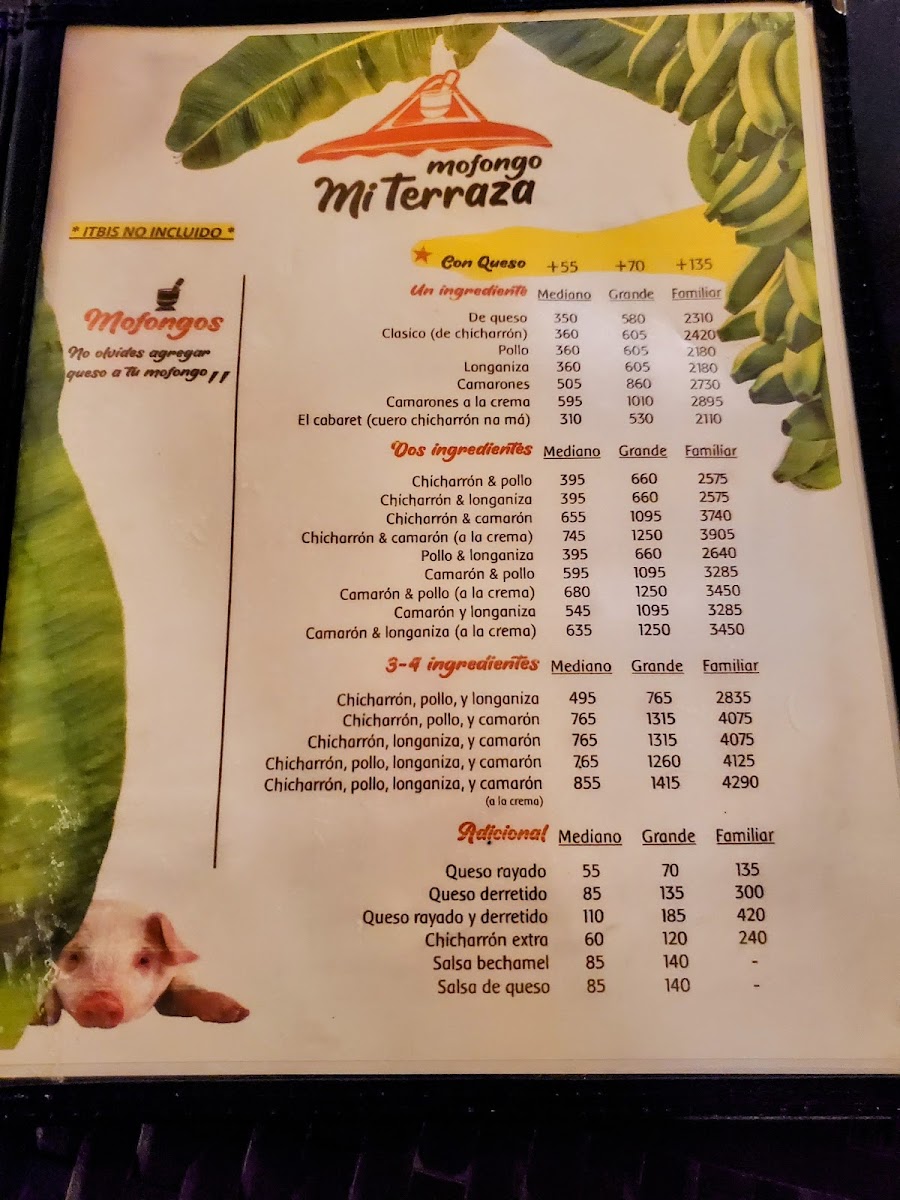 mofongo
Mi Terraza
* ITBIS NO INCLUIDO *
Mofongos
No olvides agregar
queso a tu mofongo,,
Con Queso +55 +70 +135
Un ingrediente Mediano Grande Familiar
De queso 350 580 2310
Clasico (de chicharrón) 360 605 2420
Pollo 360 605 2180
Longaniza 360 605 2180
Camarones 505 860 2730
Camarones a la crema 595 1010 2895
El cabaret (cuero chicharrón na má) 310 530 2110
Dos ingredientes Mediano Grande Familiar
Chicharrón & pollo 395 660 2575
Chicharrón & longaniza 395 660 2575
Chicharrón & camarón 655 1095 3740
Chicharrón & camarón (a la crema) 745 1250 3905
Pollo & longaniza 395 660 2640
Camarón & pollo 595 1095 3285
Camarón & pollo (a la crema) 680 1250 3450
Camarón y longaniza 545 1095 3285
Camarón & longaniza (a la crema) 635 1250 3450
3-4 ingredientes Mediano Grande Familiar
Chicharrón, pollo, y longaniza 495 765 2835
Chicharrón, pollo, y camarón 765 1315 4075
Chicharrón, longaniza, y camarón 765 1315 4075
Chicharrón, pollo, longaniza, y camarón 765 1260 4125
Chicharrón, pollo, longaniza, y camarón 855 1415 4290
(a la crema)
Adicional Mediano Grande Familiar
Queso rayado 55 70 135
Queso derretido 85 135 300
Queso rayado y derretido 110 185 420
Chicharrón extra 60 120 240
Salsa bechamel 85 140 -
Salsa de queso 85 140 -